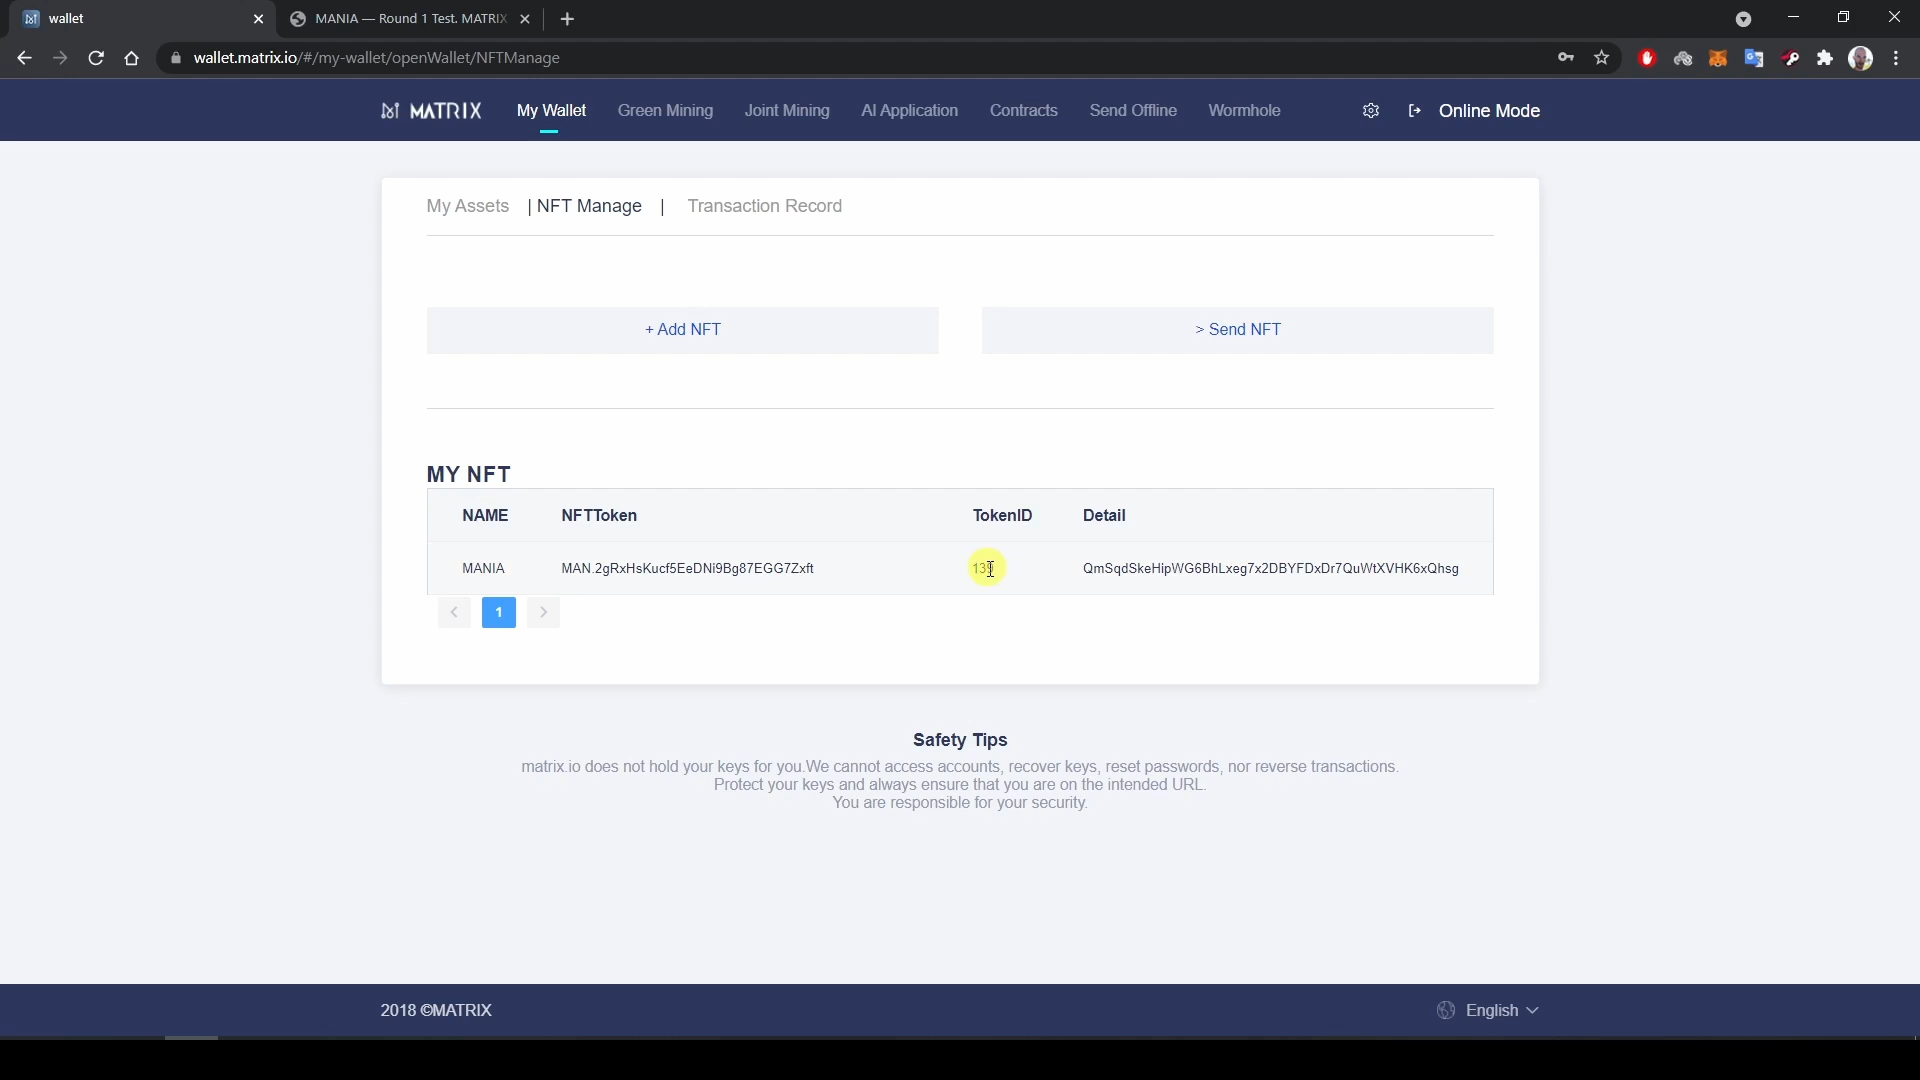 wallet
MANIA — Round 1 Test. MATRIX
wallet.matrix.io/#/my-wallet/openWallet/NFTManage
MATRIX My Wallet Green Mining Joint Mining AI Application Contracts Send Offline Wormhole Online Mode
My Assets | NFT Manage | Transaction Record
+ Add NFT > Send NFT
MY NFT
NAME NFTToken TokenID Detail
MANIA MAN.2gRxHsKucf5EeDNi9Bg87EGG7Zxft QmSqdSkeHipWG6BhLxeg7x2DBYFDxDr7QuWtXVHK6xQhsg
< 1 >
Safety Tips
matrix.io does not hold your keys for you.We cannot access accounts, recover keys, reset passwords, nor reverse transactions.
Protect your keys and always ensure that you are on the intended URL.
You are responsible for your security.
2018 ©MATRIX English